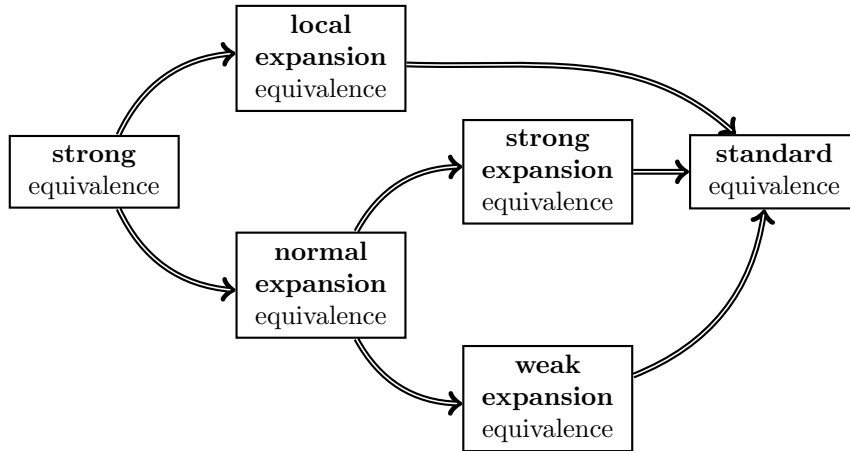 local
expansion
equivalence
strong
equivalence
strong
expansion
equivalence
standard
equivalence
normal
expansion
equivalence
weak
expansion
equivalence